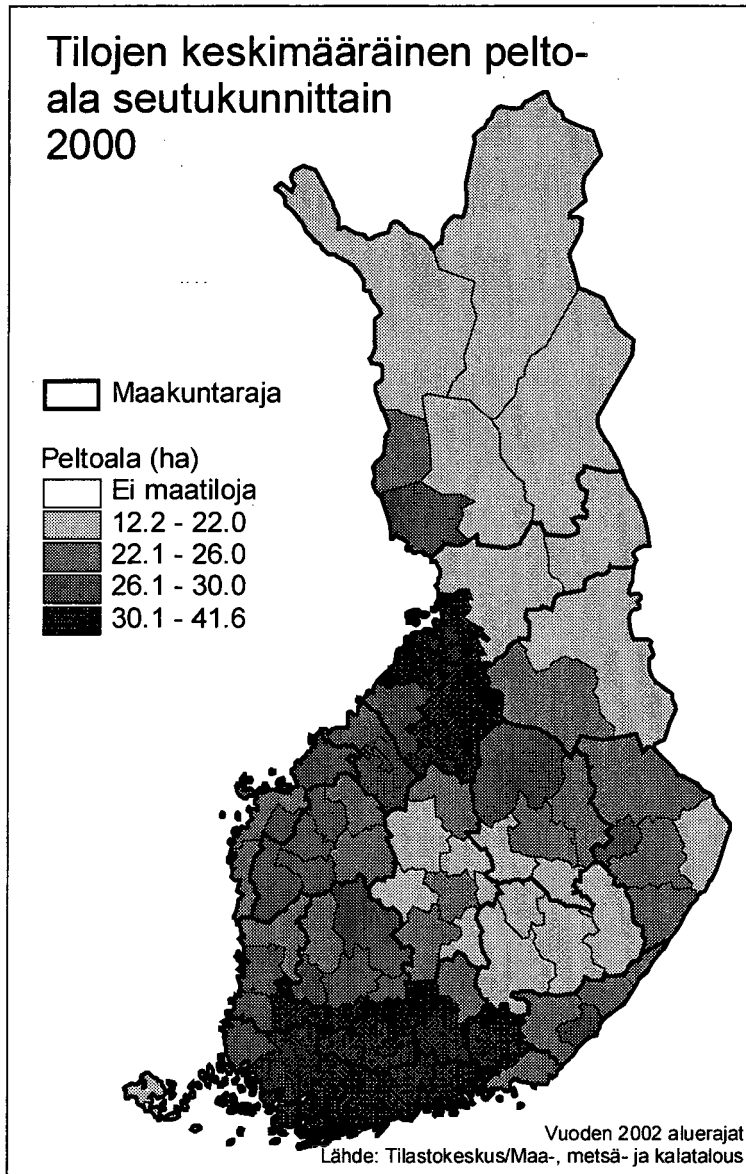 Tilojen keskimääräinen pelto-
ala seutukunnittain
2000
Maakuntaraja
Peltoala (ha)
Ei maatiloja
12.2 - 22.0
22.1 - 26.0
26.1 - 30.0
30.1 - 41.6
Vuoden 2002 aluerajat
Lähde: Tilastokeskus/Maa-, metsä- ja kalatalous